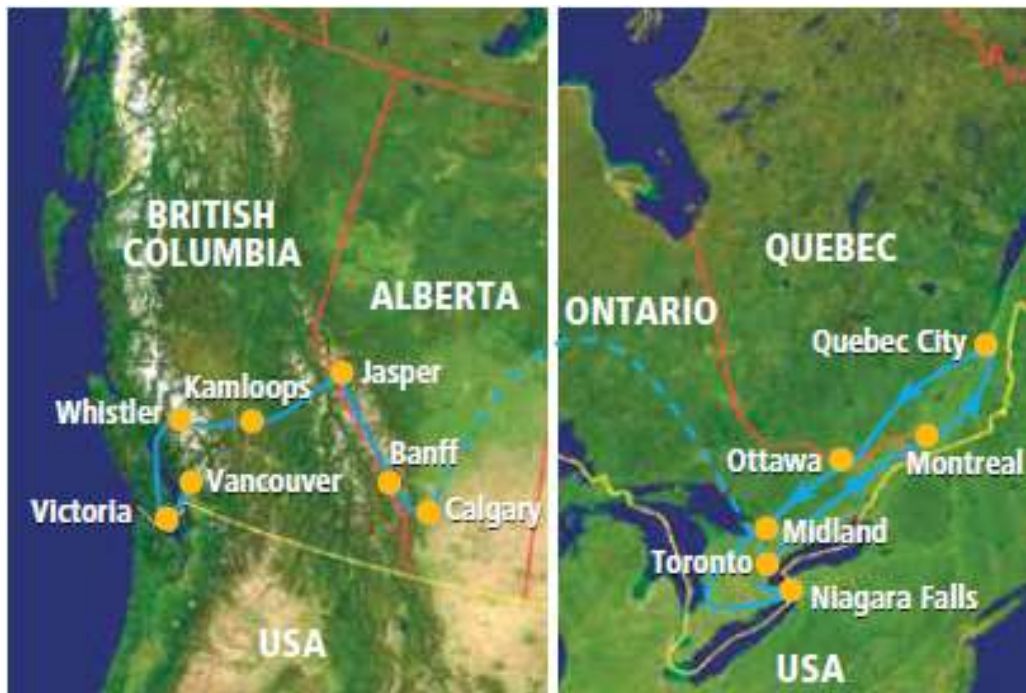 BRITISH
COLUMBIA
ALBERTA
Jasper
Kamloops
Whistler
Banff
Vancouver
Victoria
Calgary
USA
QUEBEC
ONTARIO
Quebec City
Ottawa
Montreal
Midland
Toronto
Niagara Falls
USA